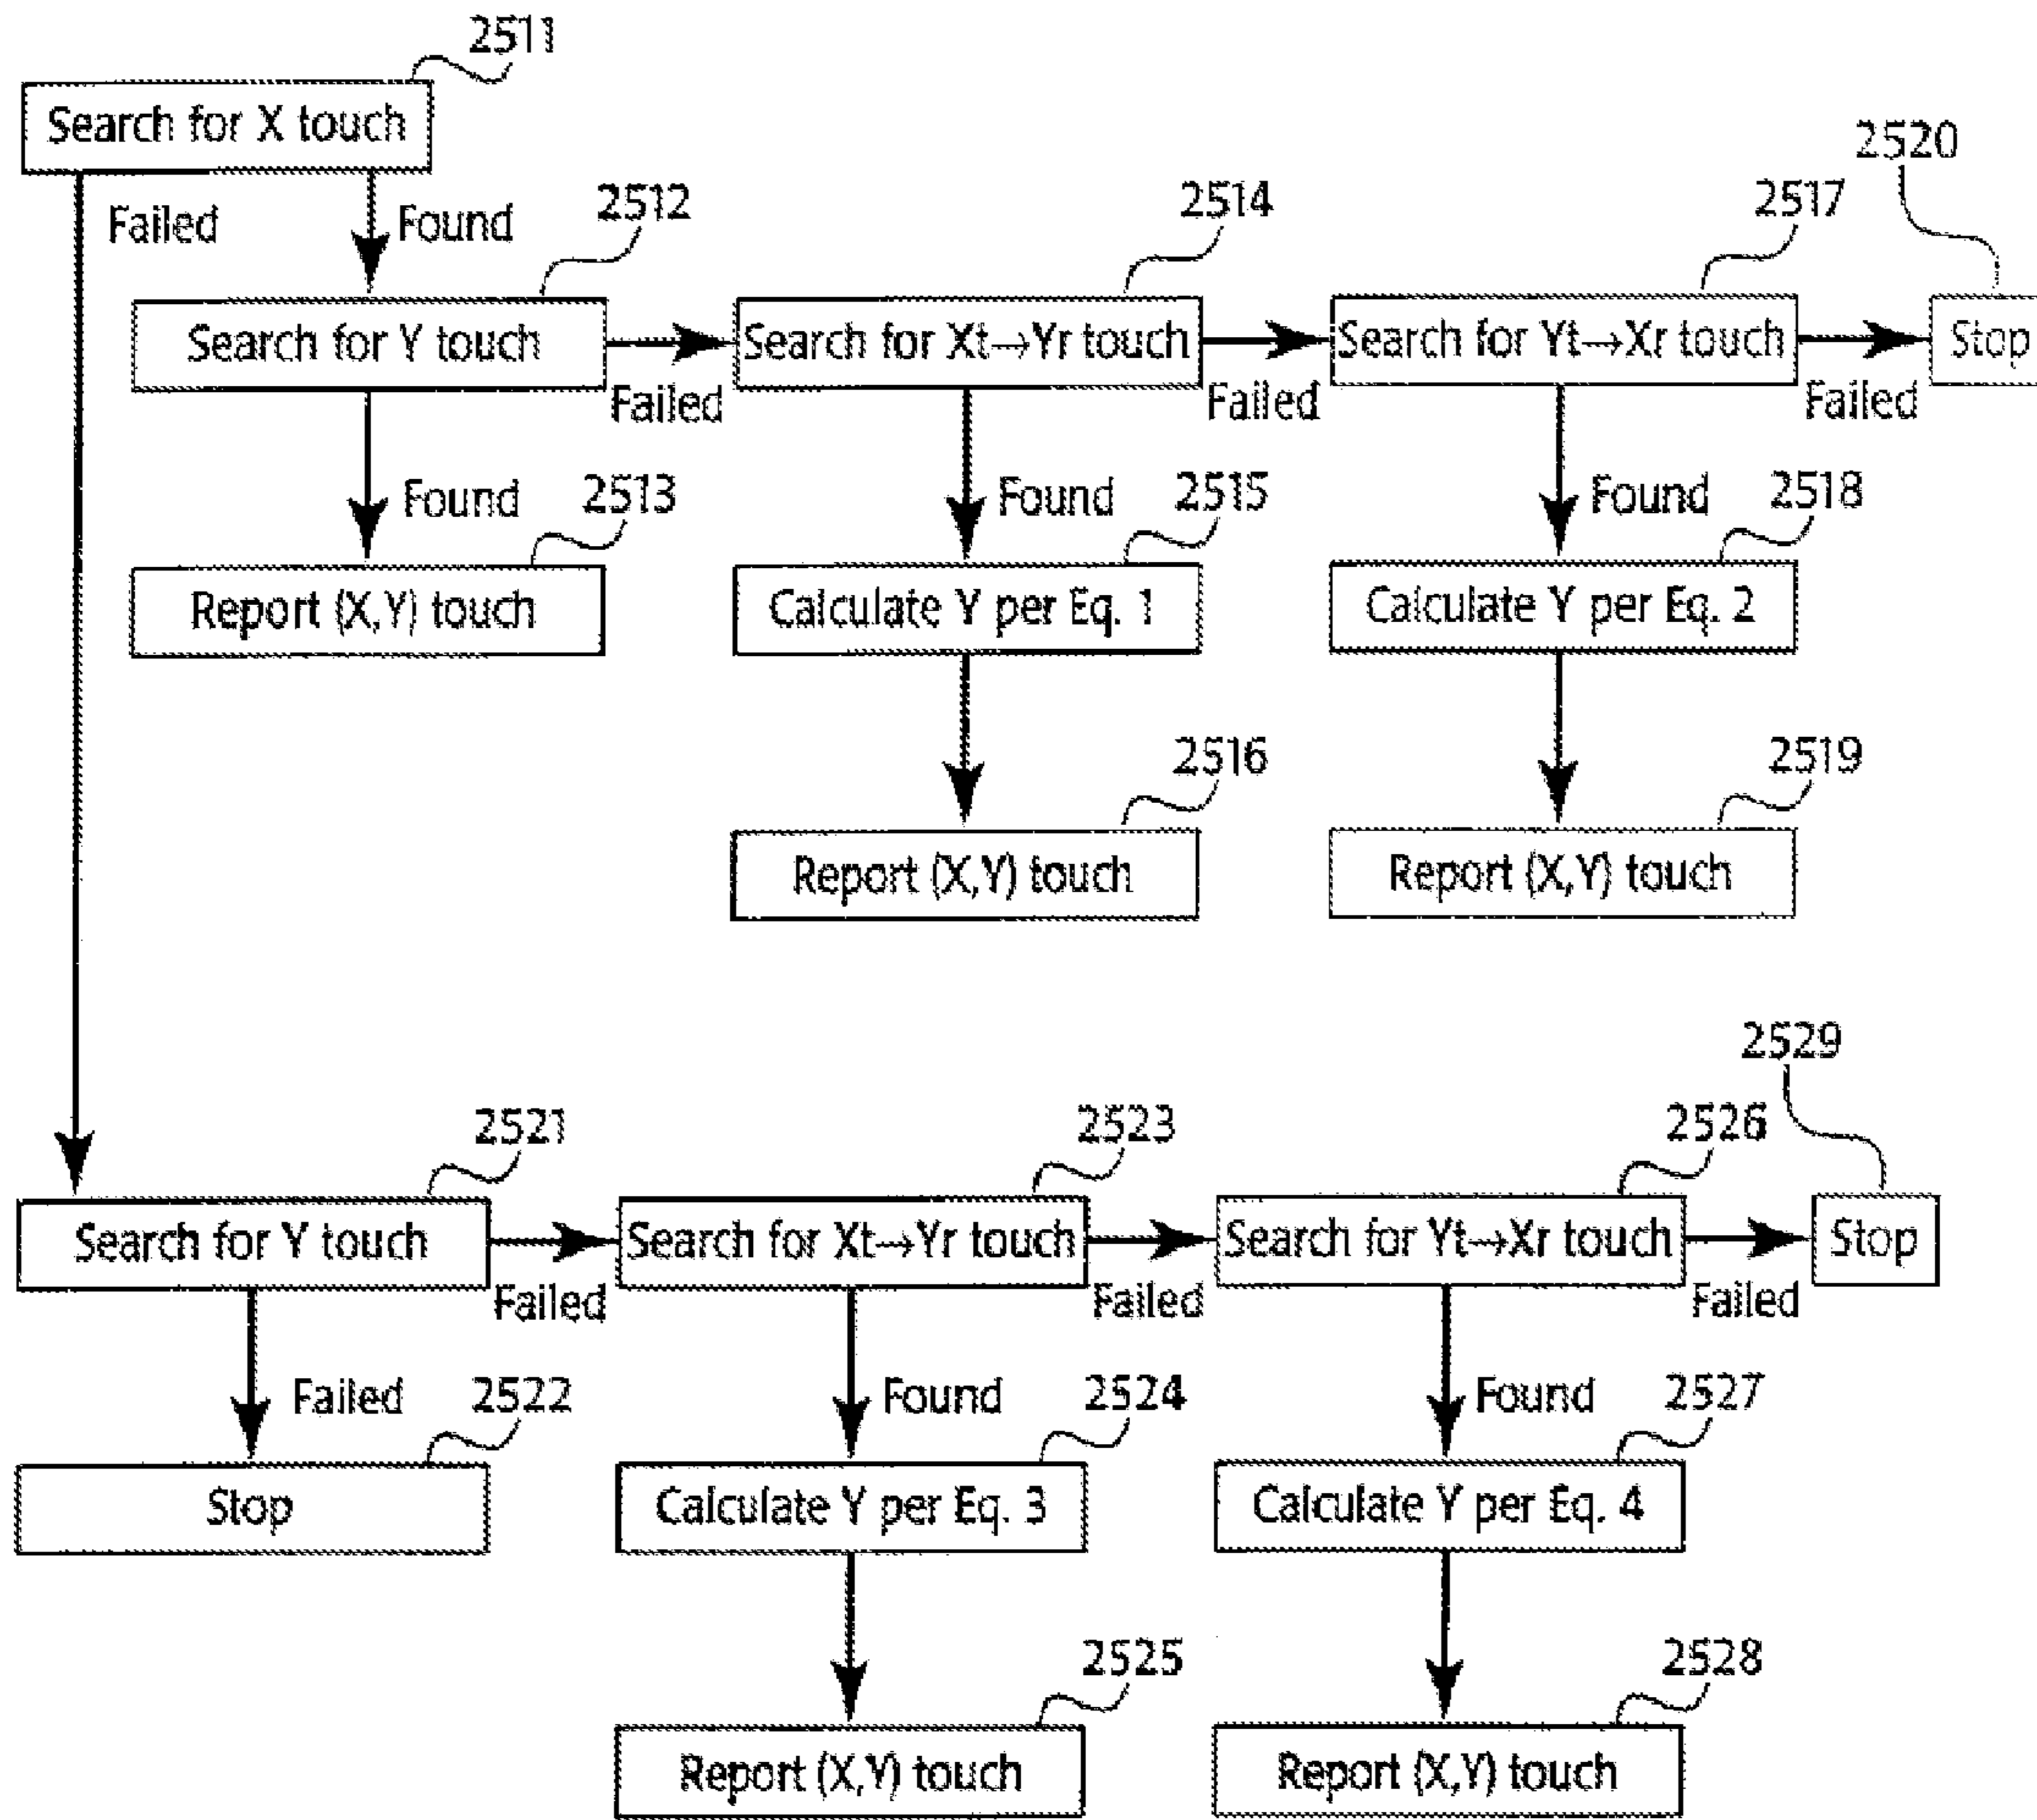 2511
Search for X touch
2520
Failed
Found
2512
2514
2517
Search for Y touch
Search for Xt→Yr touch
Search for Yt→Xr touch
Stop
Failed
Failed
Failed
Found
2513
Found
2515
Found
2518
Report (X,Y) touch
Calculate Y per Eq. 1
Calculate Y per Eq. 2
2516
2519
Report (X,Y) touch
Report (X,Y) touch
2529
2521
2523
2526
Search for Y touch
Search for Xt→Yr touch
Search for Yt→Xr touch
Stop
Failed
Failed
Failed
Failed
2522
Found
2524
Found
2527
Stop
Calculate Y per Eq. 3
Calculate Y per Eq. 4
2525
2528
Report (X,Y) touch
Report (X,Y) touch